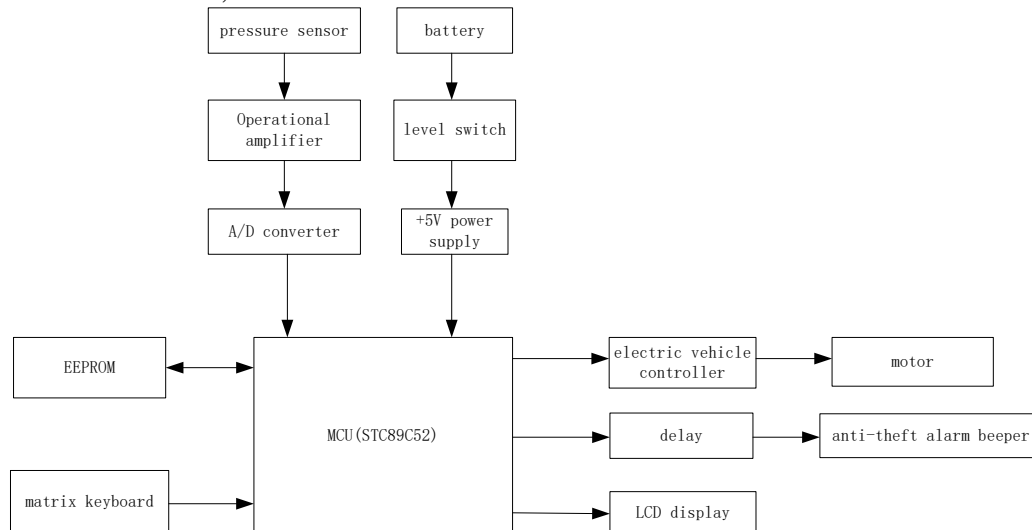 pressure sensor
battery
Operational
amplifier
level switch
A/D converter
+5V power
supply
EEPROM
MCU(STC89C52)
electric vehicle
controller
motor
delay
anti-theft alarm beeper
matrix keyboard
LCD display